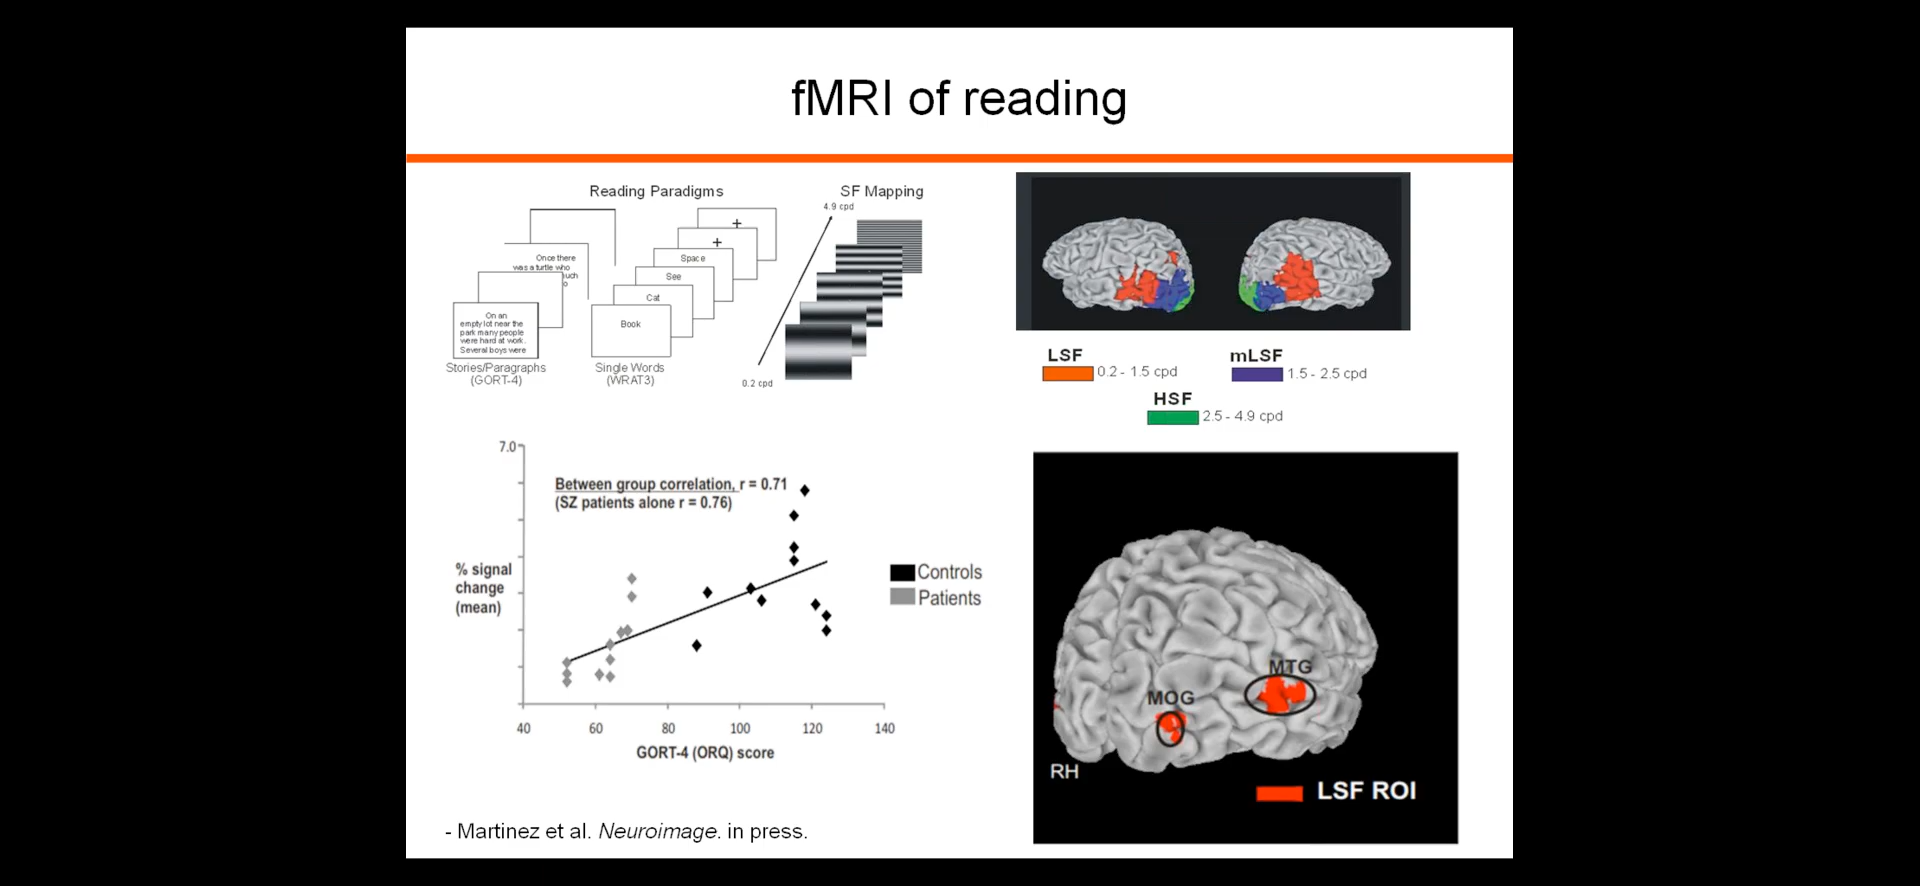 fMRI of reading
Reading Paradigms
SF Mapping
4.9 cpd
+
+
Space
See
Cat
Book
Once there
was a turtle who
uch
o
On an
empty lot near the
park many people
were hard at work.
Several boys were
Stories/Paragraphs
(GORT-4)
Single Words
(WRAT3)
0.2 cpd
LSF
0.2 - 1.5 cpd
mLSF
1.5 - 2.5 cpd
HSF
2.5 - 4.9 cpd
7.0
Between group correlation, r = 0.71
(SZ patients alone r = 0.76)
% signal
change
(mean)
Controls
Patients
40 60 80 100 120 140
GORT-4 (ORQ) score
MTG
MOG
RH
LSF ROI
- Martinez et al. Neuroimage. in press.